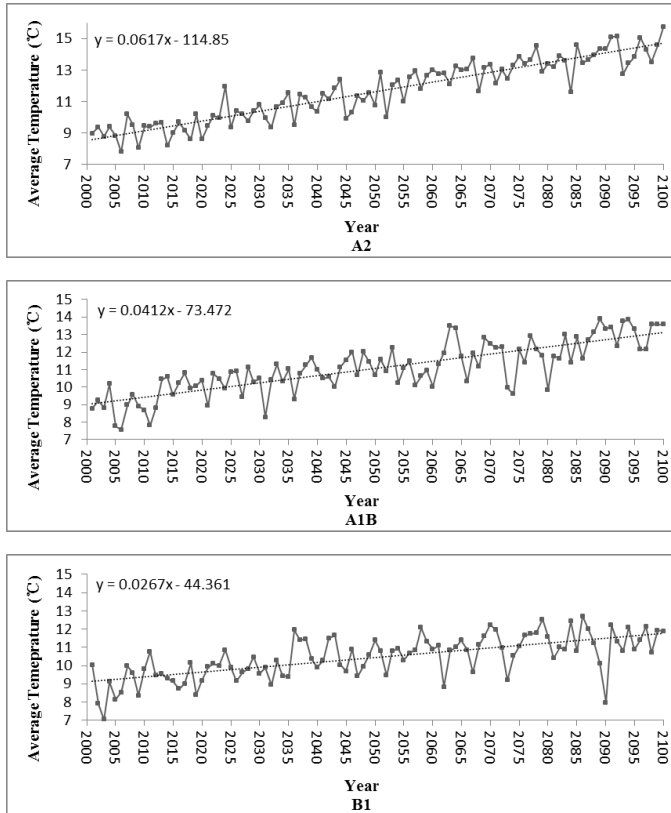 y = 0.0617x - 114.85
Average Temperature (℃)
15
13
11
9
7
2000 2005 2010 2015 2020 2025 2030 2035 2040 2045 2050 2055 2060 2065 2070 2075 2080 2085 2090 2095 2100
Year
A2
y = 0.0412x - 73.472
Average Temperature (℃)
15
14
13
12
11
10
9
8
7
2000 2005 2010 2015 2020 2025 2030 2035 2040 2045 2050 2055 2060 2065 2070 2075 2080 2085 2090 2095 2100
Year
A1B
y = 0.0267x - 44.361
Average Temeprature (℃)
15
14
13
12
11
10
9
8
7
2000 2005 2010 2015 2020 2025 2030 2035 2040 2045 2050 2055 2060 2065 2070 2075 2080 2085 2090 2095 2100
Year
B1